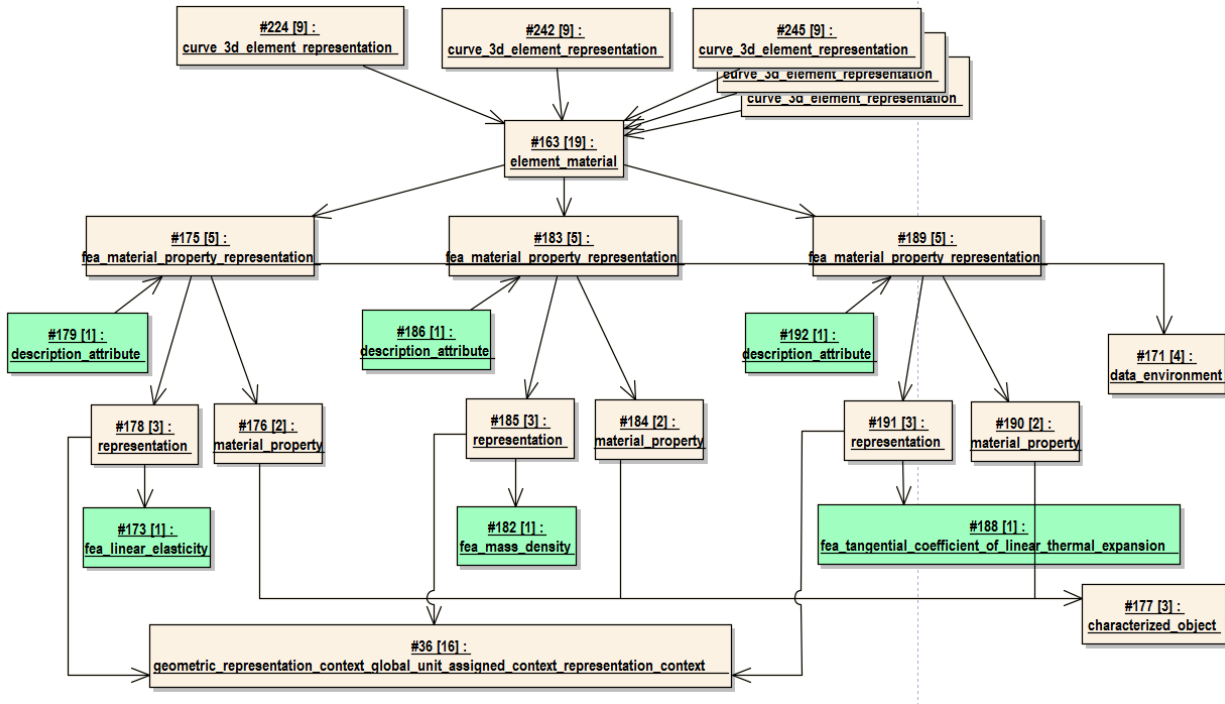 #224 [9] :
curve_3d_element_representation
#242 [9] :
curve_3d_element_representation
#245 [9] :
curve_3d_element_representation
curve_3d_element_representation
curve_3d_element_representation
#163 [19] :
element_material
#175 [5] :
fea_material_property_representation
#183 [5] :
fea_material_property_representation
#189 [5] :
fea_material_property_representation
#179 [1] :
description_attribute
#186 [1] :
description_attribute
#192 [1] :
description_attribute
#171 [4] :
data_environment
#178 [3] :
representation
#176 [2] :
material_property
#185 [3] :
representation
#184 [2] :
material_property
#191 [3] :
representation
#190 [2] :
material_property
#173 [1] :
fea_linear_elasticity
#182 [1] :
fea_mass_density
#188 [1] :
fea_tangential_coefficient_of_linear_thermal_expansion
#177 [3] :
characterized_object
#36 [16] :
geometric_representation_context_global_unit_assigned_context_representation_context